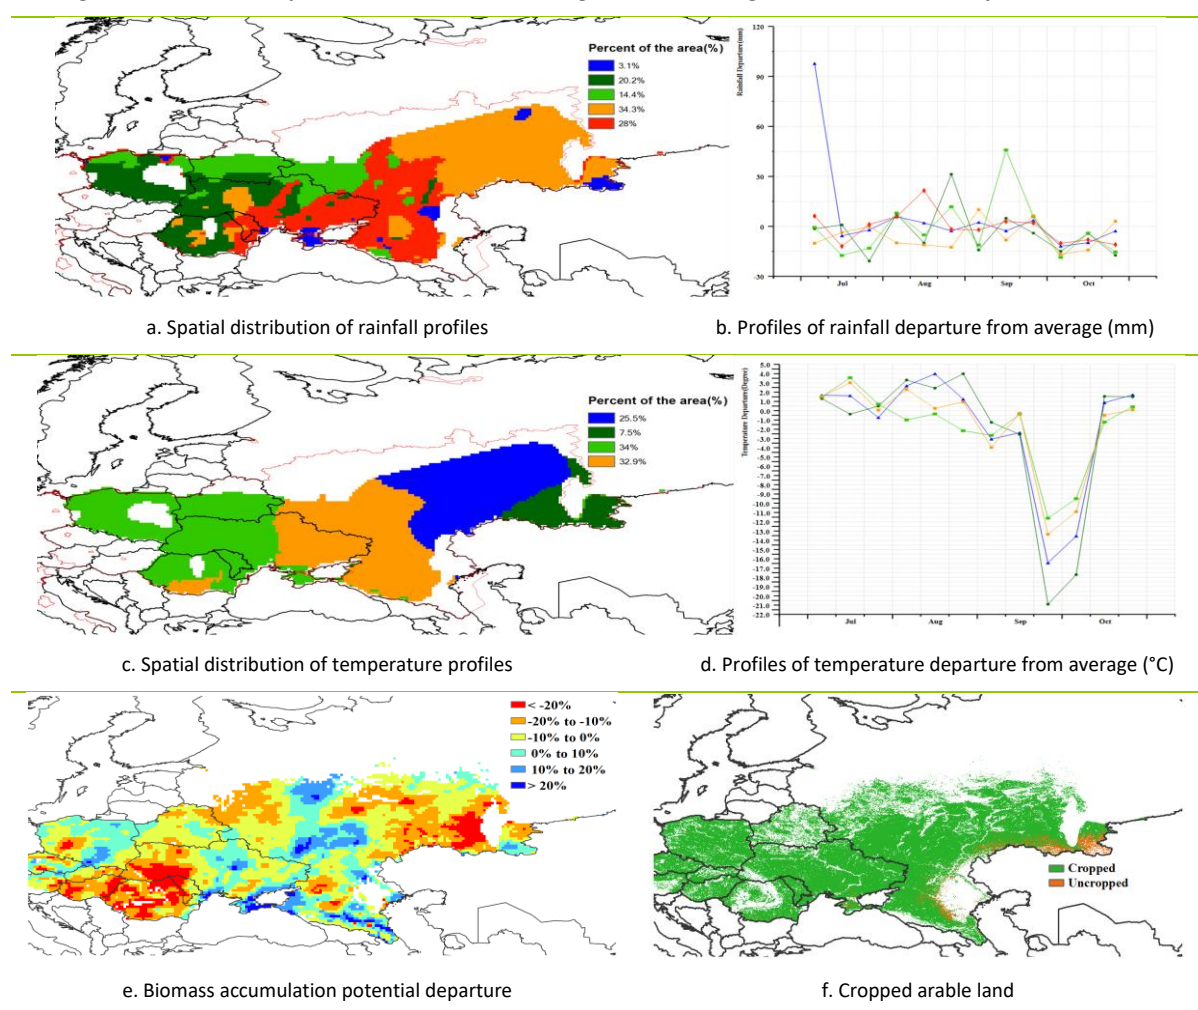 Percent of the area(%)
3.1%
20.2%
14.4%
34.3%
28%
Rainfall Departure(mm)
120
90
60
30
0
-30
Jul
Aug
Sep
Oct
a. Spatial distribution of rainfall profiles
b. Profiles of rainfall departure from average (mm)
Percent of the area(%)
25.5%
7.5%
34%
32.9%
Temperature Departure(Degree)
5.0
4.0
3.0
2.0
1.0
0.0
-1.0
-2.0
-3.0
-4.0
-5.0
-6.0
-7.0
-8.0
-9.0
-10.0
-11.0
-12.0
-13.0
-14.0
-15.0
-16.0
-17.0
-18.0
-19.0
-20.0
-21.0
-22.0
Jul
Aug
Sep
Oct
c. Spatial distribution of temperature profiles
d. Profiles of temperature departure from average (°C)
< -20%
-20% to -10%
-10% to 0%
0% to 10%
10% to 20%
> 20%
Cropped
Uncropped
e. Biomass accumulation potential departure
f. Cropped arable land